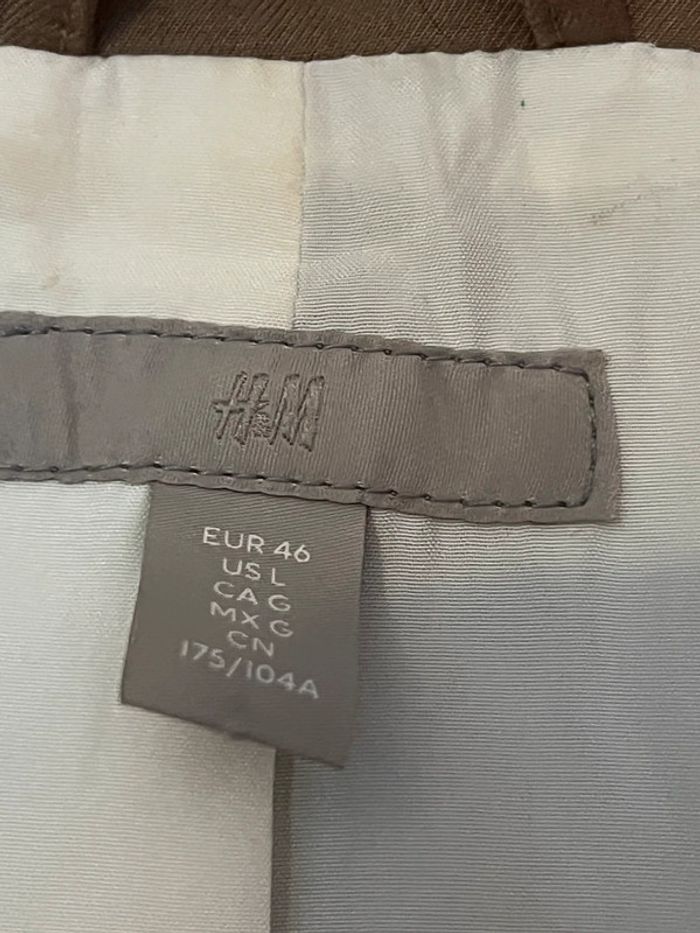 H&M
EUR 46
US L
CA G
MX G
CN
175/104A